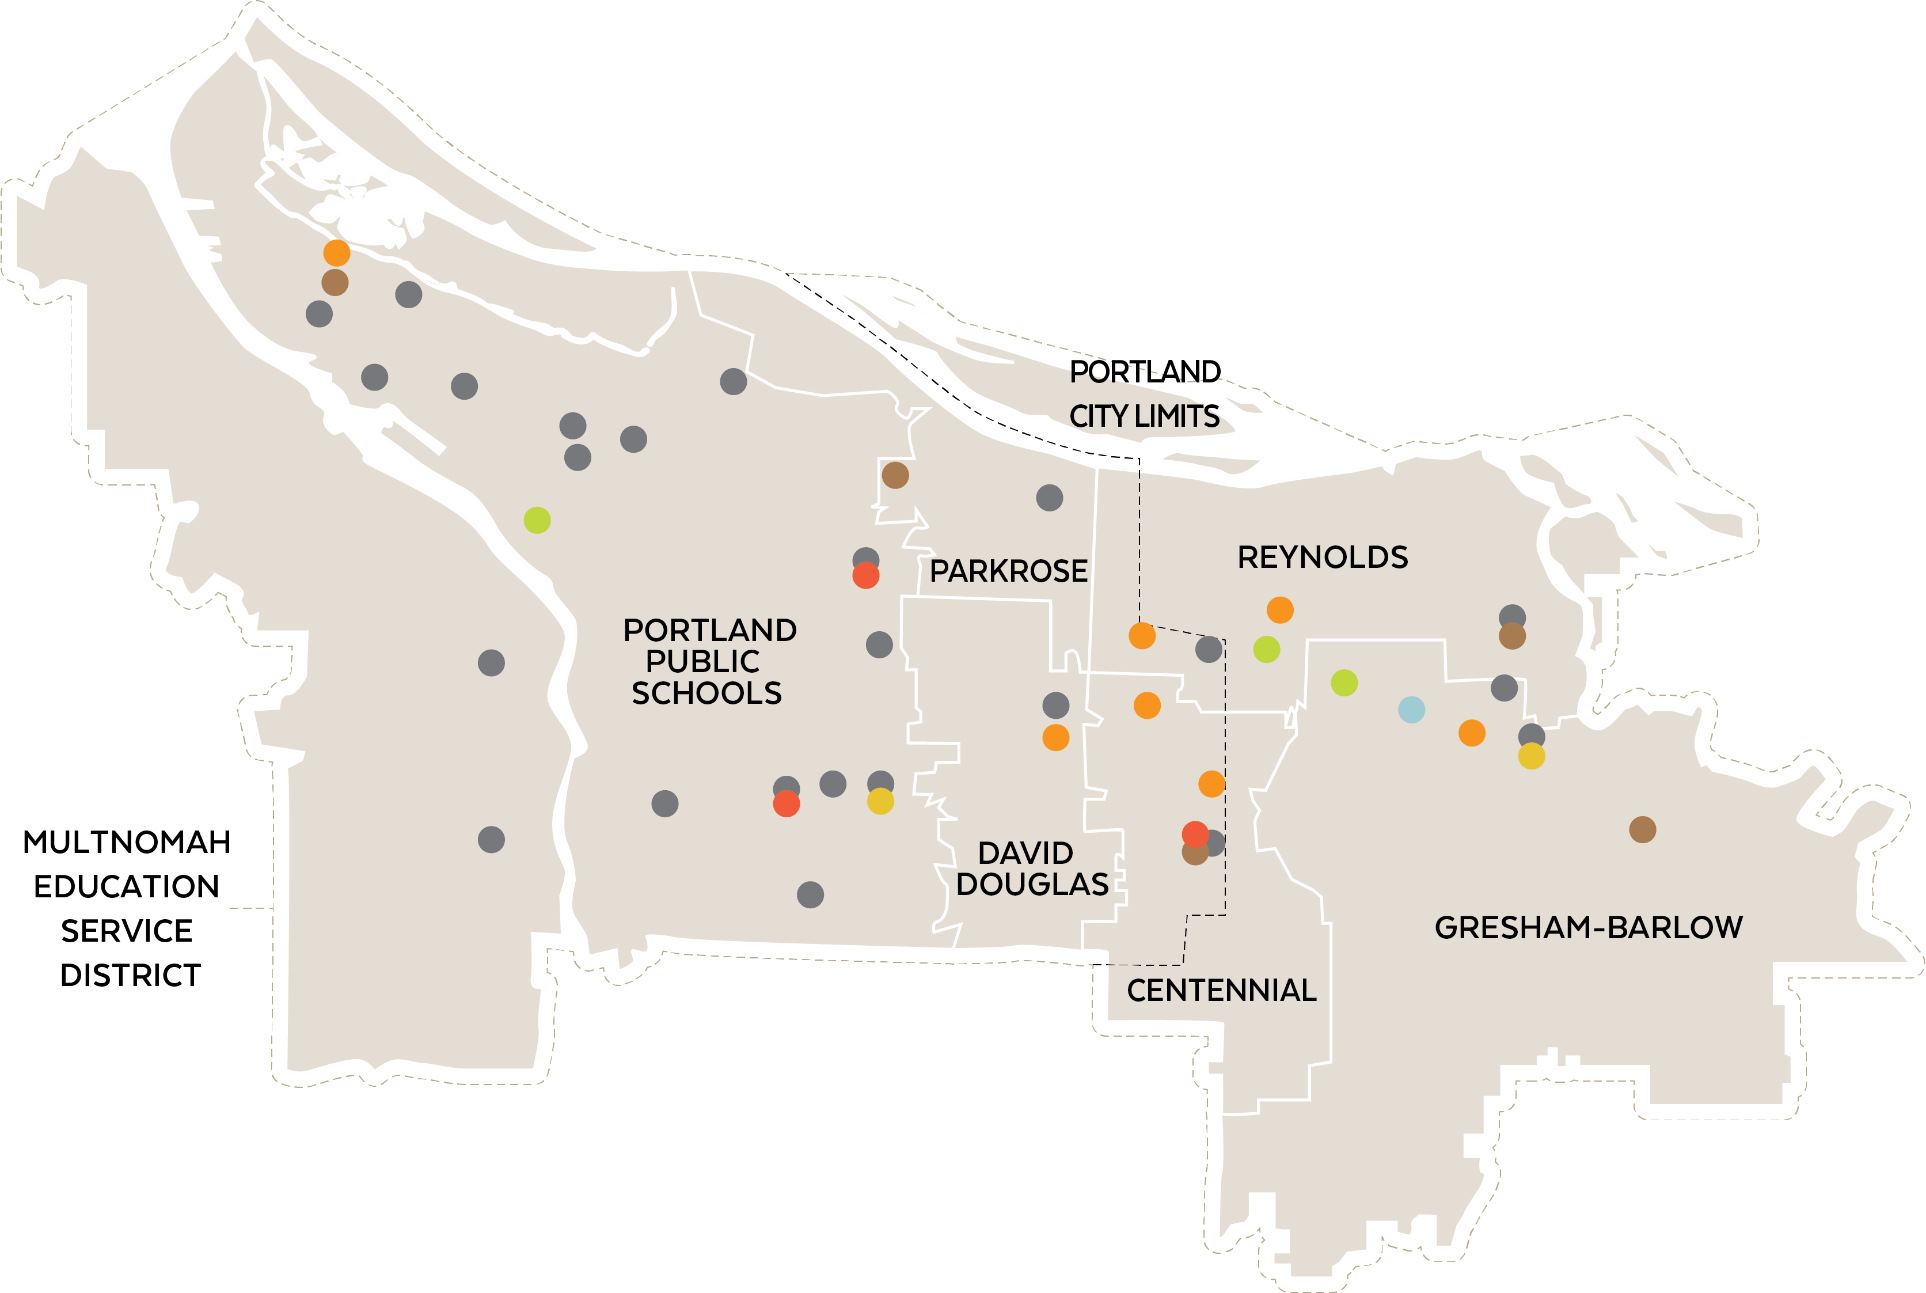 PORTLAND
CITY LIMITS
REYNOLDS
PARKROSE
PORTLAND
PUBLIC
SCHOOLS
MULTNOMAH
EDUCATION
SERVICE
DISTRICT
DAVID
DOUGLAS
GRESHAM-BARLOW
CENTENNIAL